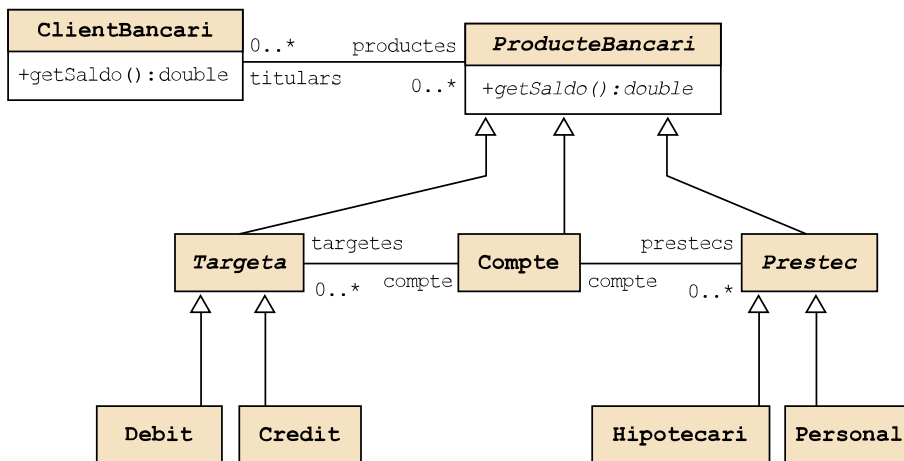 ClientBancari
+getSaldo():double
0..*
productes
titulars
0..*
ProducteBancari
+getSaldo():double
targetes
prestecs
Targeta
Compte
Prestec
0..*
compte
compte
0..*
Debit
Credit
Hipotecari
Personal